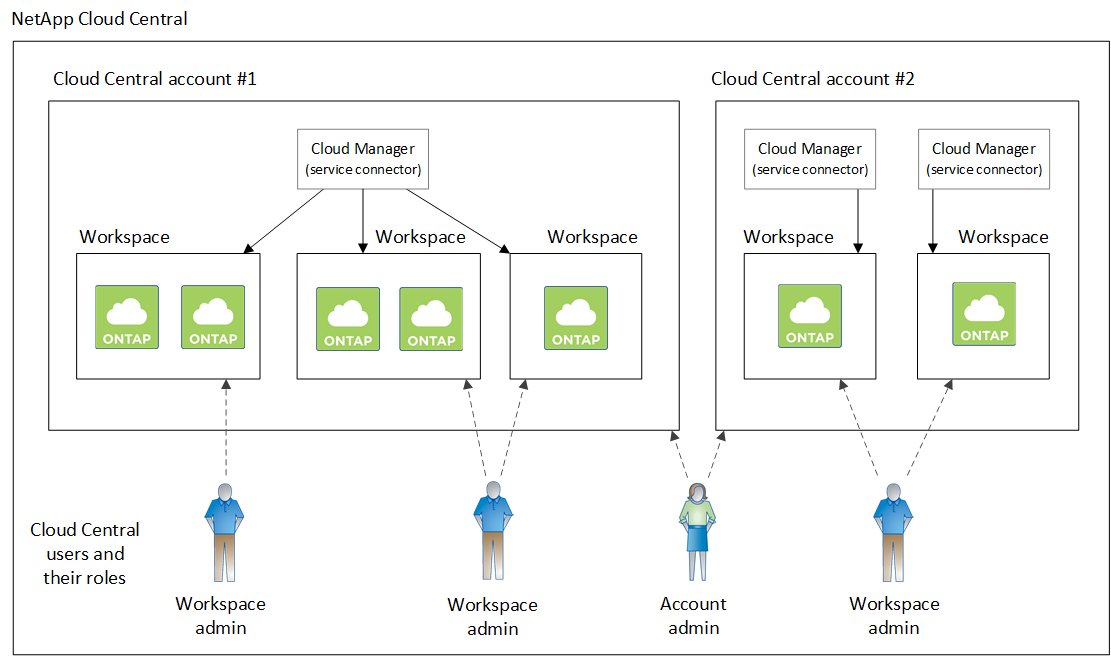 NetApp Cloud Central
Cloud Central account #1
Cloud Central account #2
Cloud Manager
(service connector)
Cloud Manager
(service connector)
Cloud Manager
(service connector)
Workspace
Workspace
Workspace
Workspace
Workspace
ONTAP
ONTAP
ONTAP
ONTAP
ONTAP
ONTAP
ONTAP
Cloud Central
users and
their roles
Workspace
admin
Workspace
admin
Account
admin
Workspace
admin